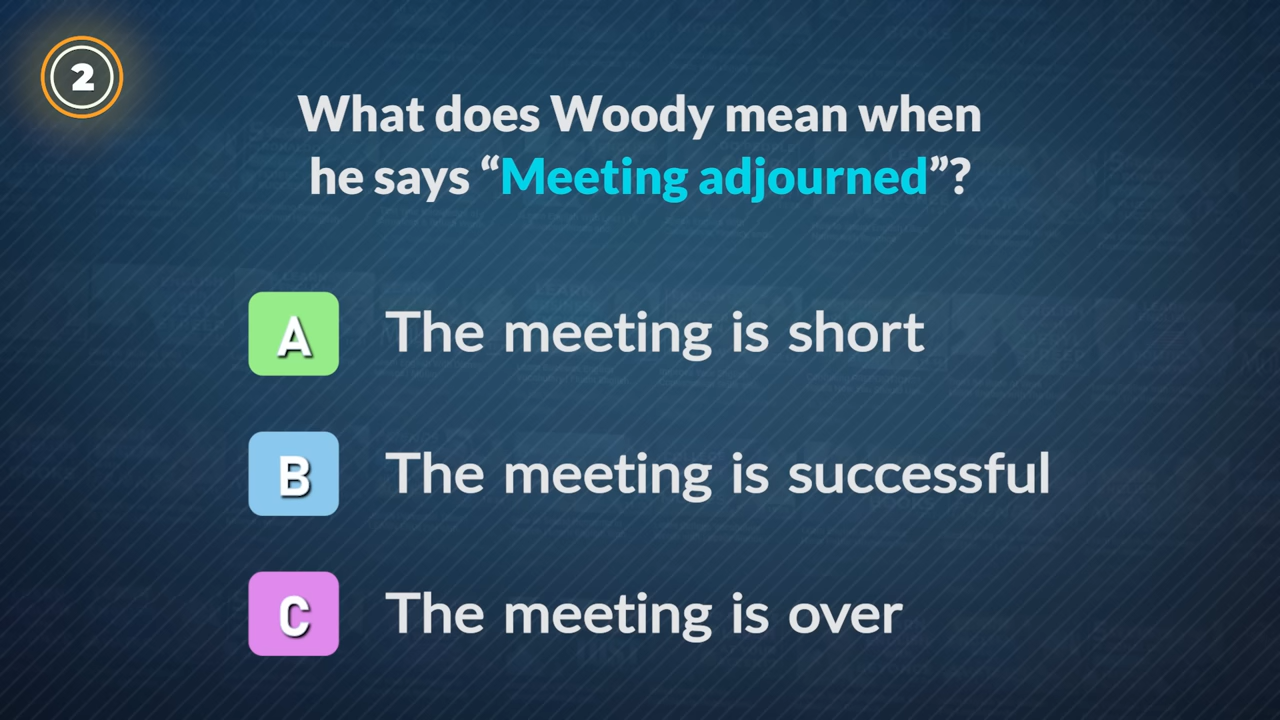 2
What does Woody mean when
he says “Meeting adjourned”?
A The meeting is short
B The meeting is successful
C The meeting is over